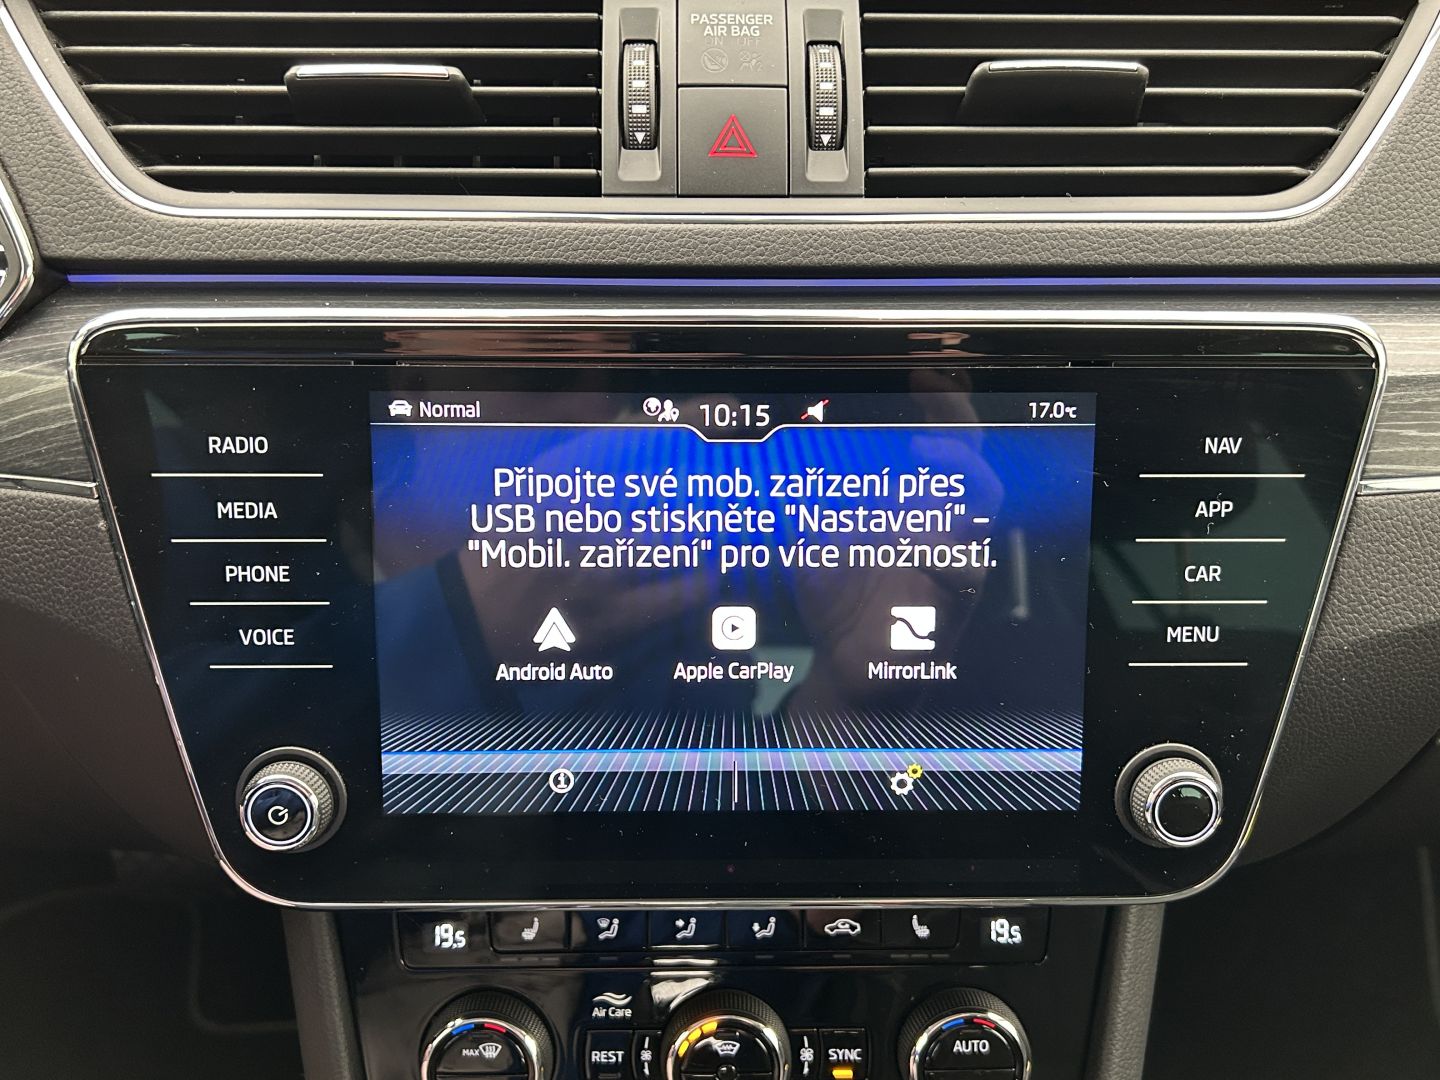 PASSENGER
AIR BAG
ON OFF
Normal
10:15
17.0°C
RADIO
MEDIA
PHONE
VOICE
Připojte své mob. zařízení přes
USB nebo stiskněte "Nastavení" –
"Mobil. zařízení" pro více možností.
Android Auto
Apple CarPlay
MirrorLink
NAV
APP
CAR
MENU
19.5
19.5
Air Care
MAX
REST
SYNC
AUTO